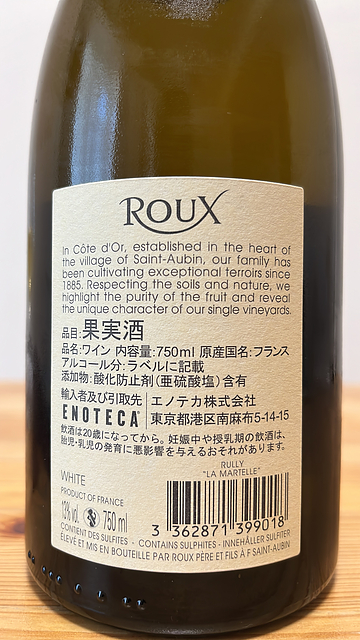 ROUX
In Côte d'Or, established in the heart of
the village of Saint-Aubin, our family has
been cultivating exceptional terroirs since
1885. Respecting the soils and nature, we
highlight the purity of the fruit and reveal
the unique character of our single vineyards.
品目:果実酒
品名:ワイン 内容量:750ml 原産国名:フランス
アルコール分:ラベルに記載
添加物:酸化防止剤(亜硫酸塩)含有
輸入者及び引取先 エノテカ株式会社
ENOTECA 東京都港区南麻布5-14-15
飲酒は20歳になってから。妊娠中や授乳期の飲酒は、
胎児・乳児の発育に悪影響を与えるおそれがあります。
RULLY
"LA MARTELLE"
WHITE
PRODUCT OF FRANCE
13% vol. 750 ml
3 362871 399018
CONTIENT DES SULFITES - CONTAINS SULPHITES - INNEHÅLLER SULFITER
ÉLEVÉ ET MIS EN BOUTEILLE PAR ROUX PÈRE ET FILS À F SAINT-AUBIN